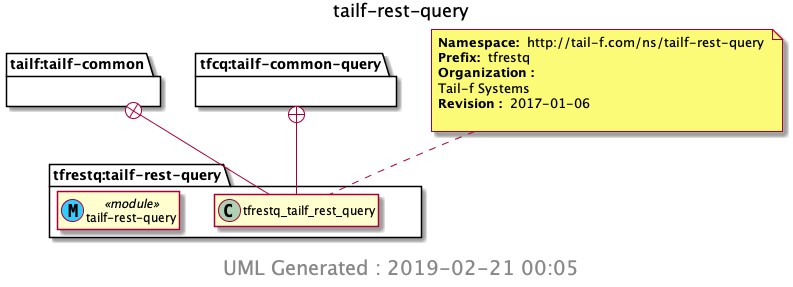 tailf-rest-query
tailf:tailf-common
tfcq:tailf-common-query
Namespace: http://tail-f.com/ns/tailf-rest-query
Prefix: tfrestq
Organization :
Tail-f Systems
Revision : 2017-01-06
tfrestq:tailf-rest-query
M
«module»
tailf-rest-query
C
tfrestq_tailf_rest_query
UML Generated : 2019-02-21 00:05